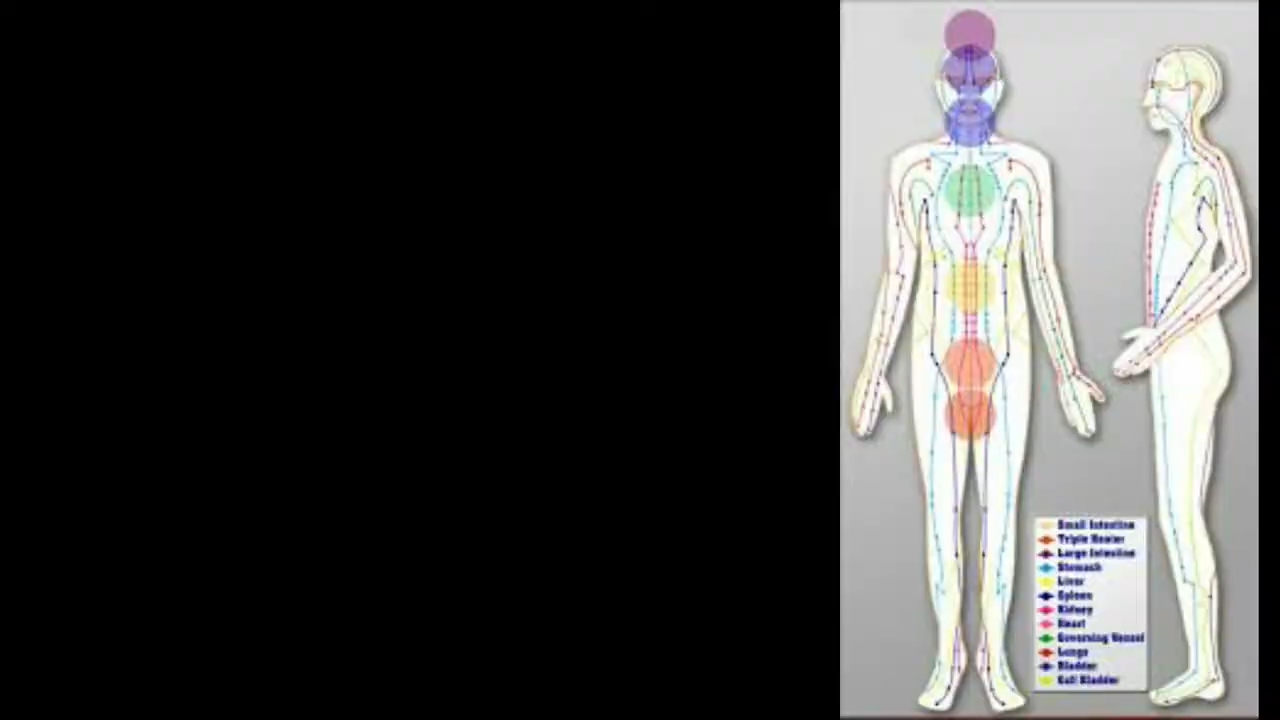 Small Intestine
Triple Heater
Large Intestine
Stomach
Liver
Spleen
Kidney
Heart
Governing Vessel
Lungs
Bladder
Gall Bladder